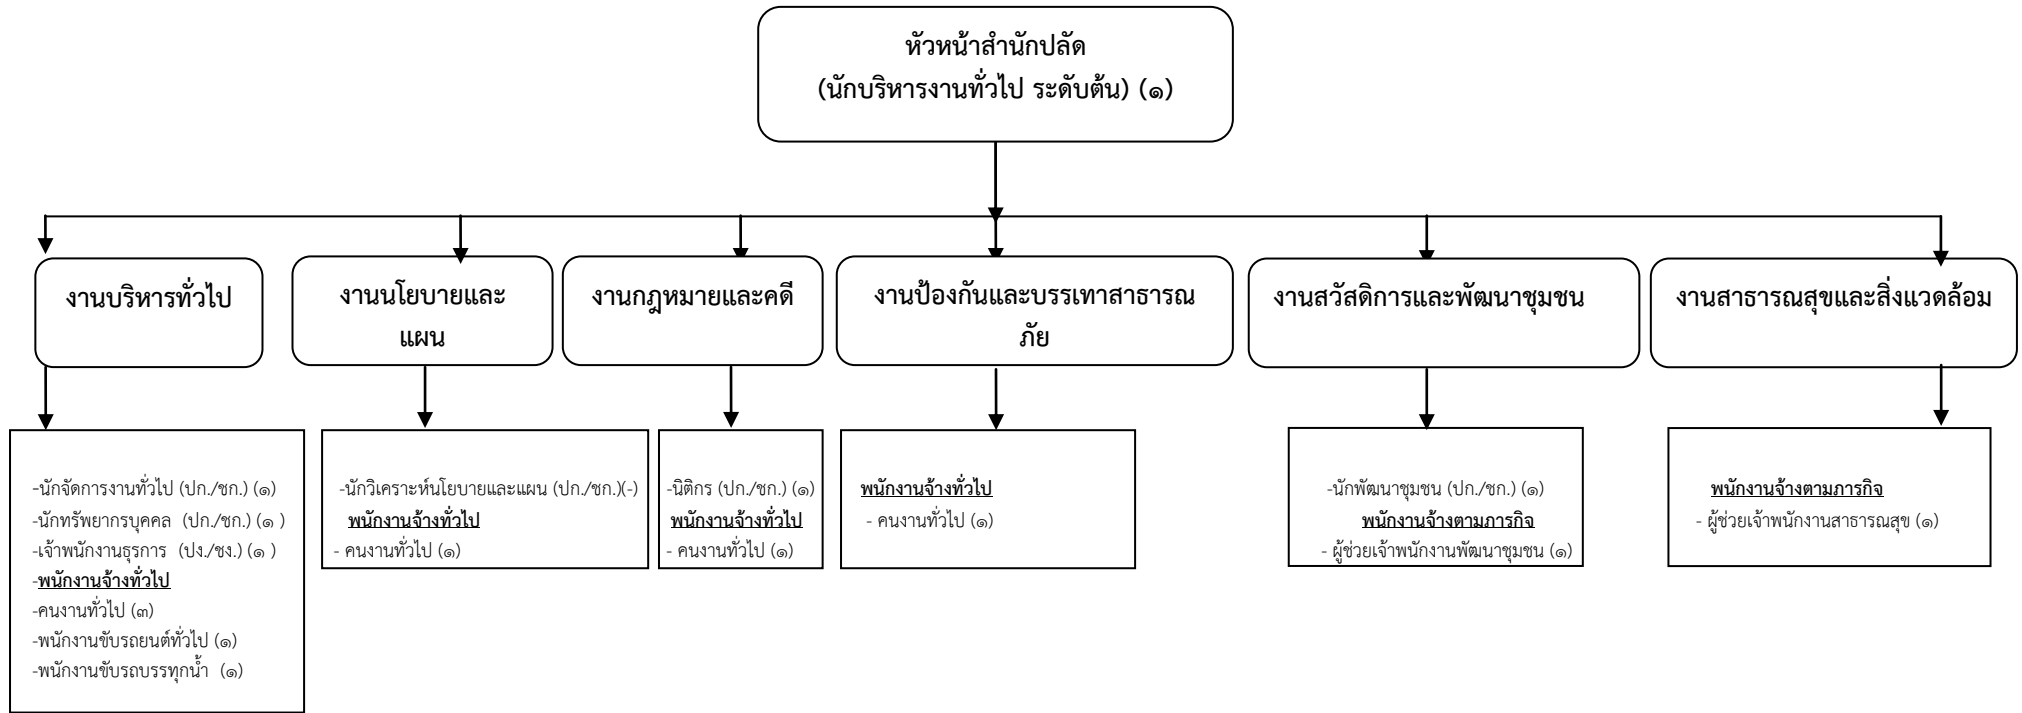 หัวหน้าสำนักปลัด
(นักบริหารงานทั่วไป ระดับต้น) (๑)
งานบริหารทั่วไป
งานนโยบายและ
แผน
งานกฎหมายและคดี
งานป้องกันและบรรเทาสาธารณ
ภัย
งานสวัสดิการและพัฒนาชุมชน
งานสาธารณสุขและสิ่งแวดล้อม
-นักจัดการงานทั่วไป (ปก./ชก.) (๑)
-นักทรัพยากรบุคคล (ปก./ชก.) (๑ )
-เจ้าพนักงานธุรการ (ปง./ชง.) (๑ )
-พนักงานจ้างทั่วไป
-คนงานทั่วไป (๓)
-พนักงานขับรถยนต์ทั่วไป (๑)
-พนักงานขับรถบรรทุกน้ำ (๑)
-นักวิเคราะห์นโยบายและแผน (ปก./ชก.)(-)
พนักงานจ้างทั่วไป
- คนงานทั่วไป (๑)
-นิติกร (ปก./ชก.) (๑)
พนักงานจ้างทั่วไป
- คนงานทั่วไป (๑)
พนักงานจ้างทั่วไป
- คนงานทั่วไป (๑)
-นักพัฒนาชุมชน (ปก./ชก.) (๑)
พนักงานจ้างตามภารกิจ
- ผู้ช่วยเจ้าพนักงานพัฒนาชุมชน (๑)
พนักงานจ้างตามภารกิจ
- ผู้ช่วยเจ้าพนักงานสาธารณสุข (๑)